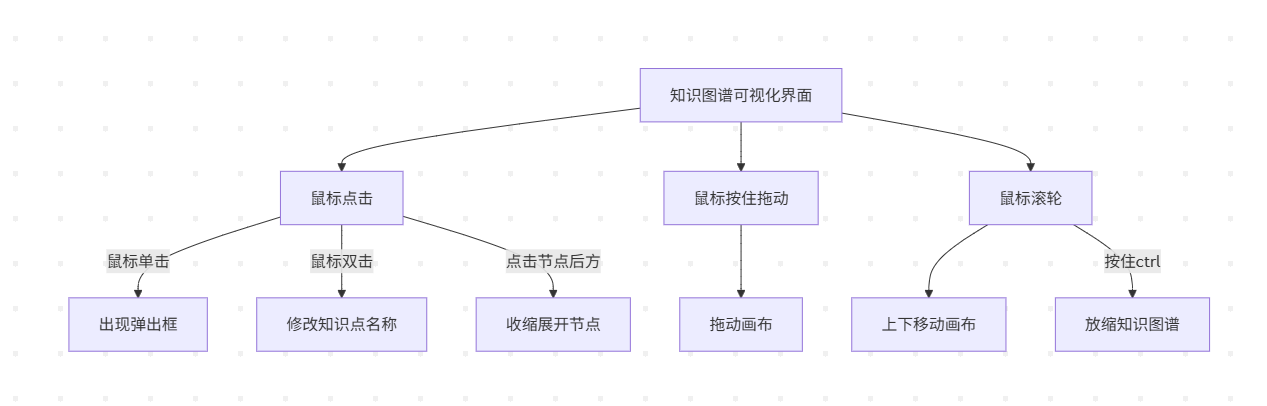 知识图谱可视化界面
鼠标点击
鼠标按住拖动
鼠标滚轮
鼠标单击
鼠标双击
点击节点后方
按住ctrl
出现弹出框
修改知识点名称
收缩展开节点
拖动画布
上下移动画布
放缩知识图谱